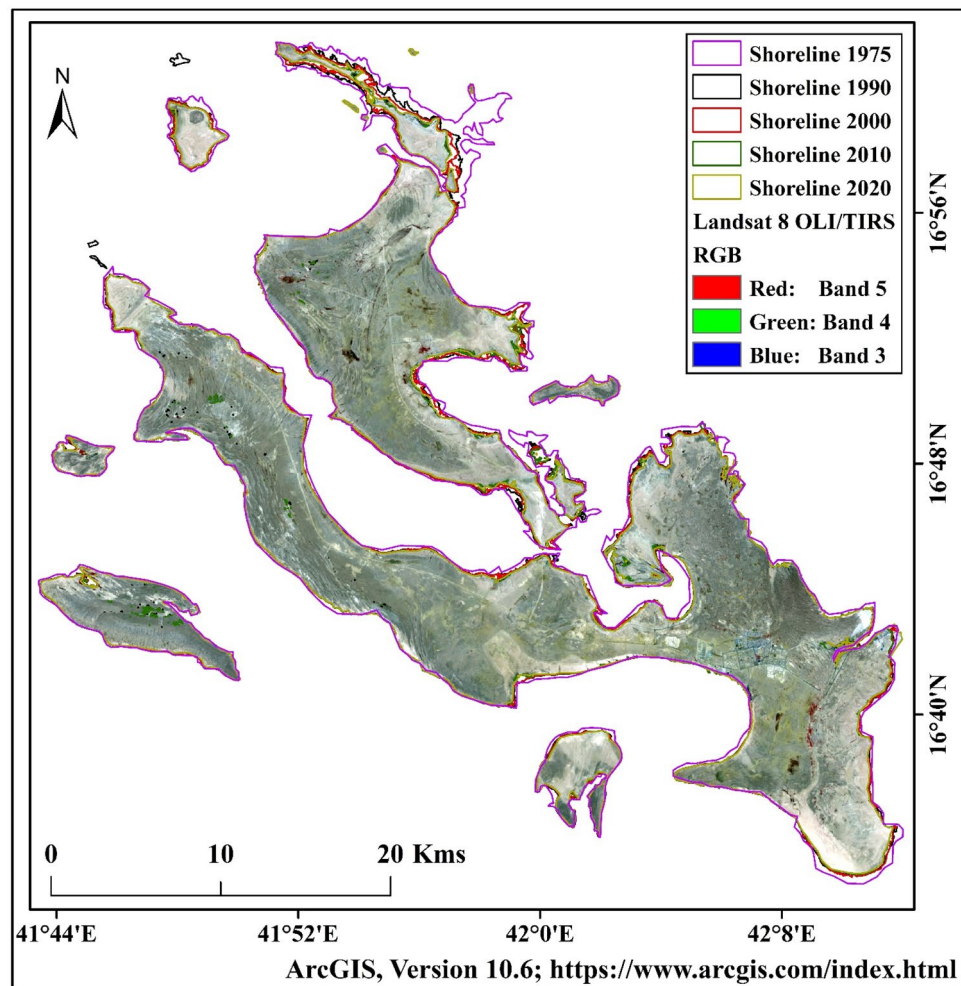 N
Shoreline 1975
Shoreline 1990
Shoreline 2000
Shoreline 2010
Shoreline 2020
Landsat 8 OLI/TIRS
RGB
Red: Band 5
Green: Band 4
Blue: Band 3
16°56'N
16°48'N
16°40'N
0 10 20 Kms
41°44'E 41°52'E 42°0'E 42°8'E
ArcGIS, Version 10.6; https://www.arcgis.com/index.html